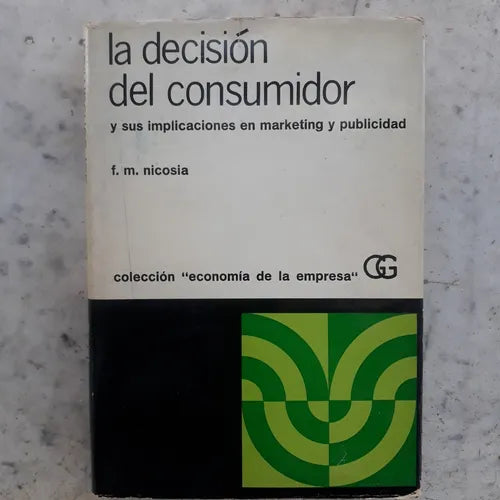 la decisión
del consumidor
y sus implicaciones en marketing y publicidad
f. m. nicosia
colección "economía de la empresa" GG